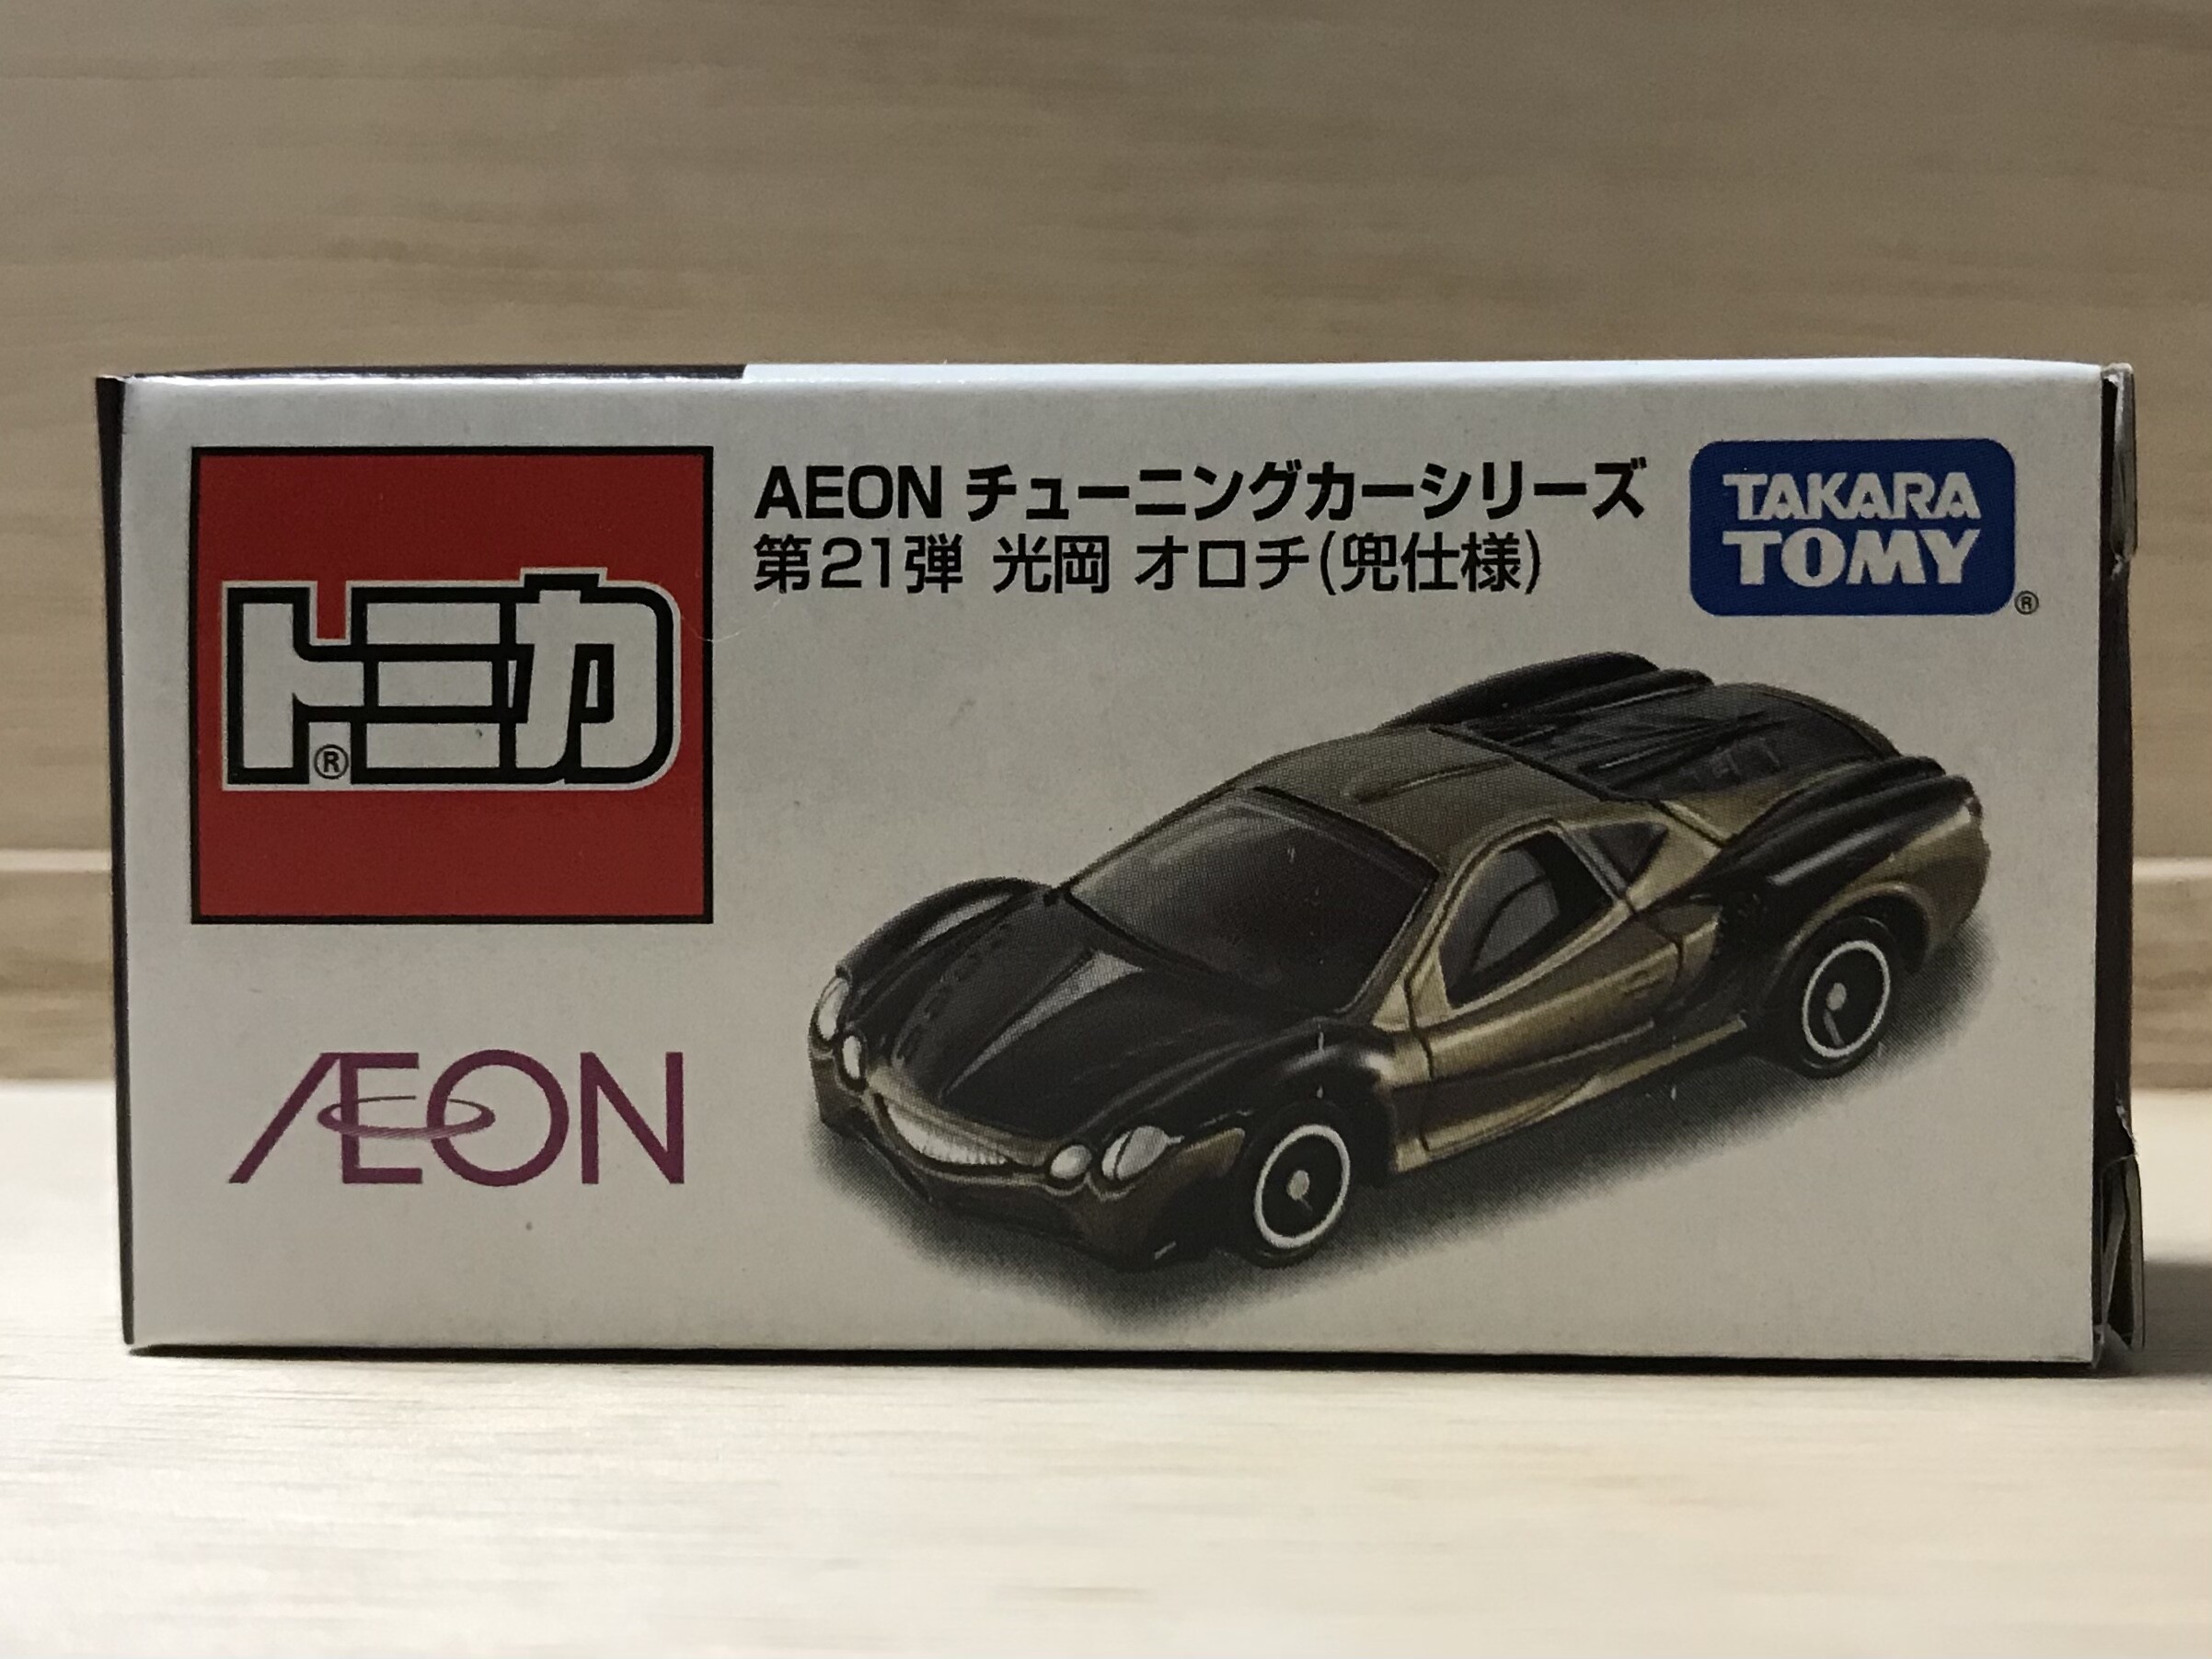 トミカ
®
AEON チューニングカーシリーズ
第21弾 光岡 オロチ(兜仕様)
TAKARA
TOMY
®
AEON